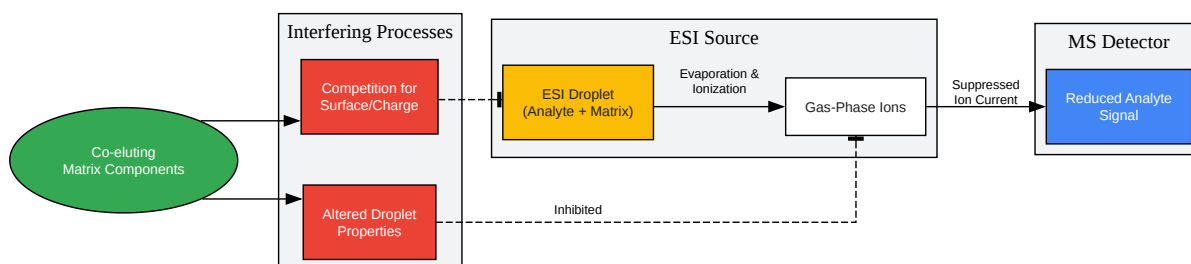 Interfering Processes
ESI Source
MS Detector
Competition for
Surface/Charge
ESI Droplet
(Analyte + Matrix)
Evaporation &
Ionization
Gas-Phase Ions
Suppressed
Ion Current
Reduced Analyte
Signal
Co-eluting
Matrix Components
Altered Droplet
Properties
Inhibited